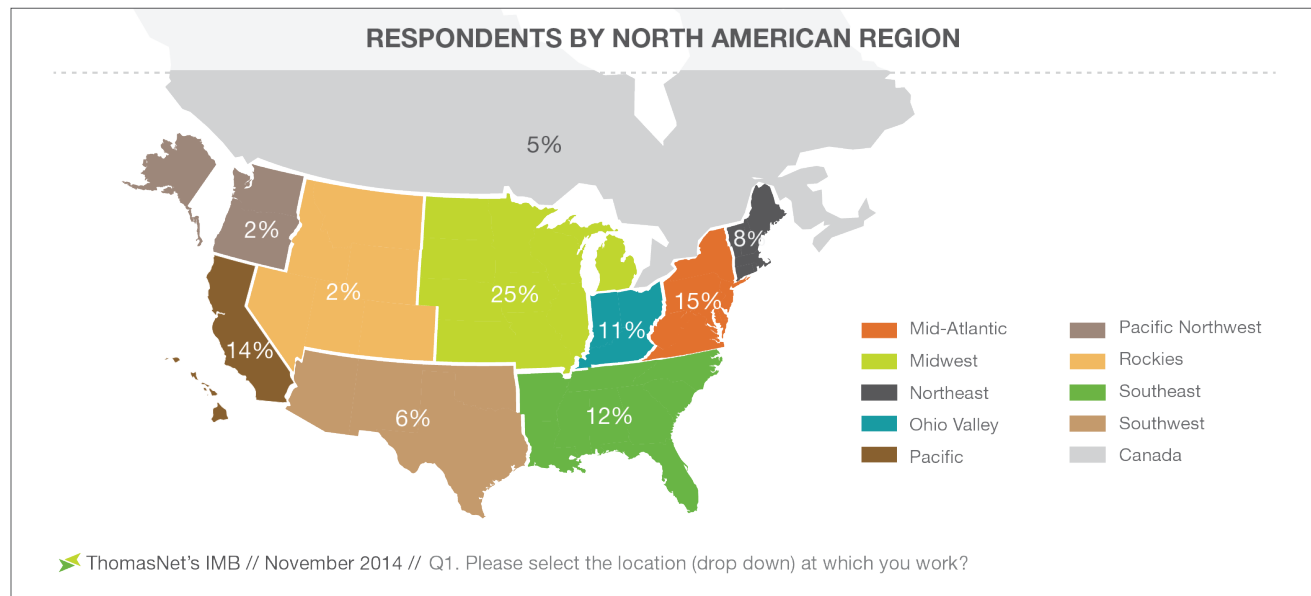 RESPONDENTS BY NORTH AMERICAN REGION
5%
2%
8%
2%
25%
15%
11%
14%
6%
12%
Mid-Atlantic
Midwest
Northeast
Ohio Valley
Pacific
Pacific Northwest
Rockies
Southeast
Southwest
Canada
ThomasNet's IMB // November 2014 // Q1. Please select the location (drop down) at which you work?